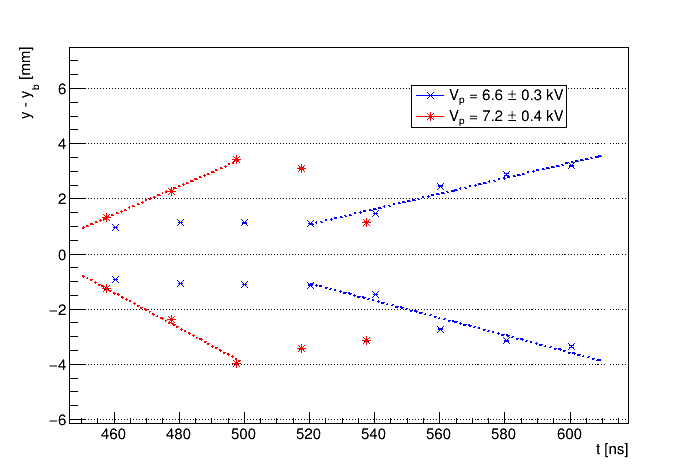 y - y_b [mm]
6
4
2
0
−2
−4
−6
V_p = 6.6 ± 0.3 kV
V_p = 7.2 ± 0.4 kV
460 480 500 520 540 560 580 600
t [ns]